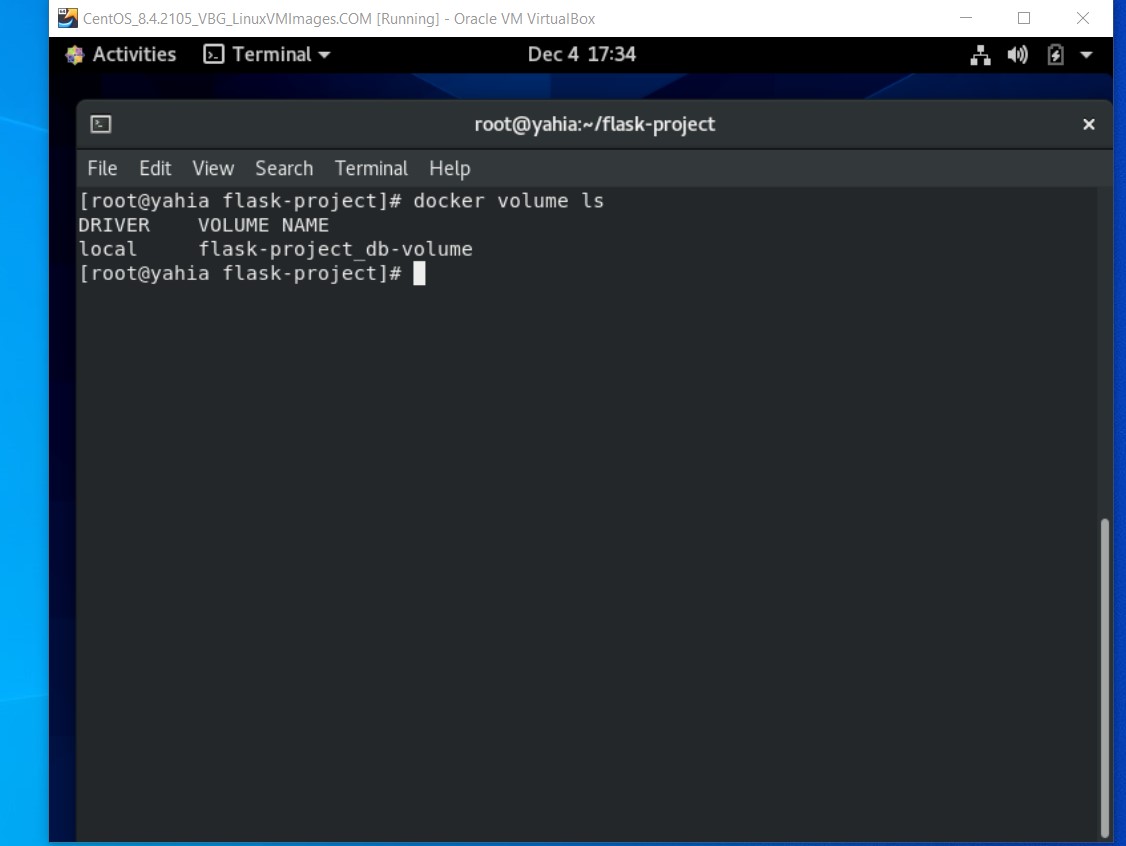 CentOS_8.4.2105_VBG_LinuxVMImages.COM [Running] - Oracle VM VirtualBox
Activities Terminal Dec 4 17:34
root@yahia:~/flask-project
File Edit View Search Terminal Help
[root@yahia flask-project]# docker volume ls
DRIVER    VOLUME NAME
local     flask-project_db-volume
[root@yahia flask-project]#